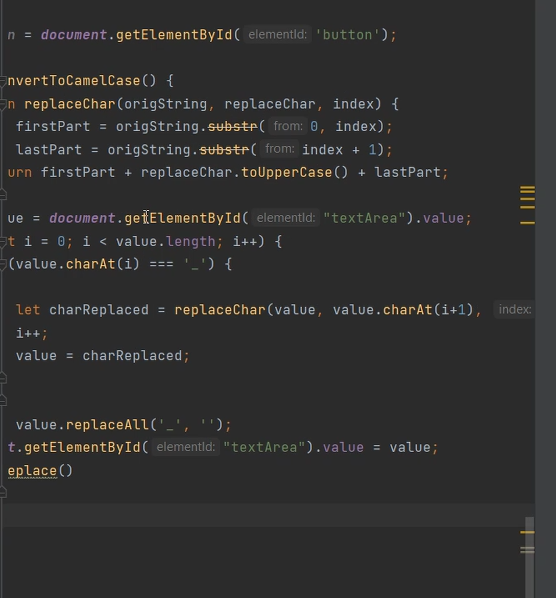 n = document.getElementById( elementId: 'button');
nvertToCamelCase() {
n replaceChar(origString, replaceChar, index) {
firstPart = origString.substr( from: 0, index);
lastPart = origString.substr( from: index + 1);
urn firstPart + replaceChar.toUpperCase() + lastPart;
ue = document.getElementById( elementId: "textArea").value;
t i = 0; i < value.length; i++) {
(value.charAt(i) === '_') {
let charReplaced = replaceChar(value, value.charAt(i+1), index:
i++;
value = charReplaced;
value.replaceAll('_', '');
t.getElementById( elementId: "textArea").value = value;
eplace()